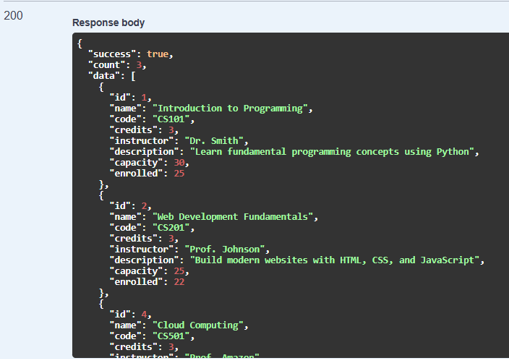 200
Response body
{
"success": true,
"count": 3,
"data": [
{
"id": 1,
"name": "Introduction to Programming",
"code": "CS101",
"credits": 3,
"instructor": "Dr. Smith",
"description": "Learn fundamental programming concepts using Python",
"capacity": 30,
"enrolled": 25
},
{
"id": 2,
"name": "Web Development Fundamentals",
"code": "CS201",
"credits": 3,
"instructor": "Prof. Johnson",
"description": "Build modern websites with HTML, CSS, and JavaScript",
"capacity": 25,
"enrolled": 22
},
{
"id": 4,
"name": "Cloud Computing",
"code": "CS501",
"credits": 3,
"instructor": "Prof. Amazon"